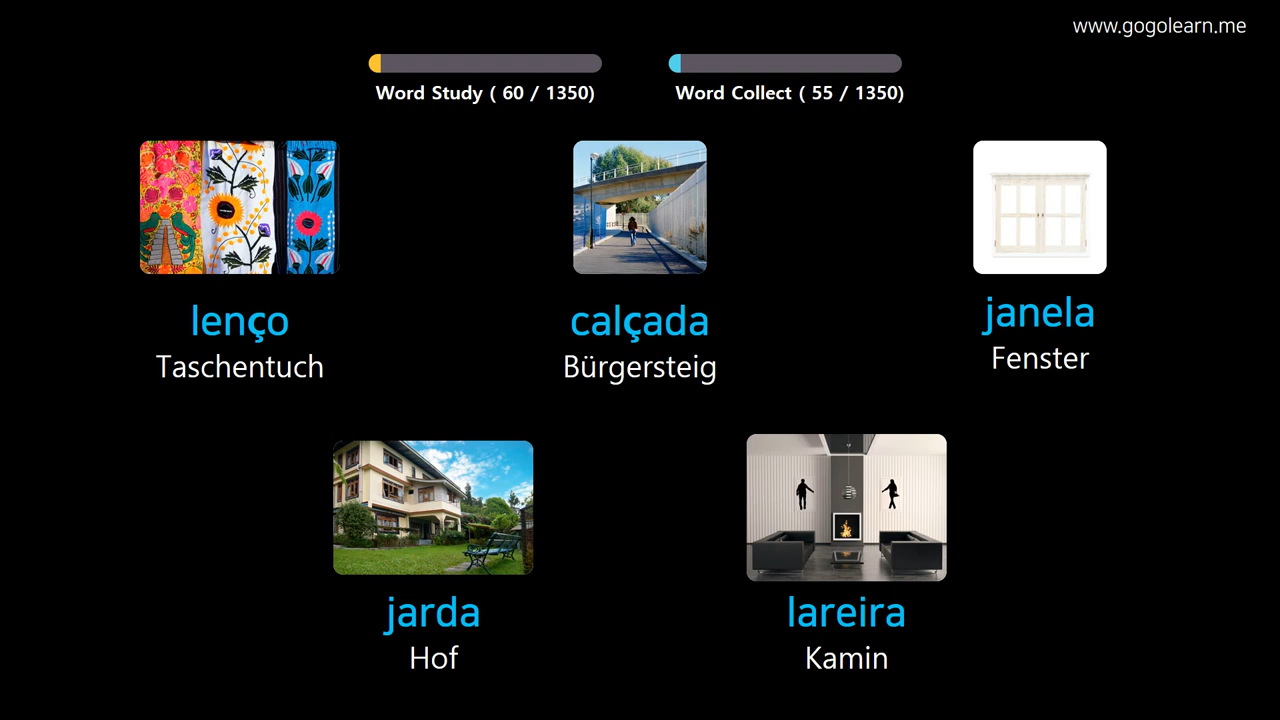 www.gogolearn.me
Word Study ( 60 / 1350)
Word Collect ( 55 / 1350)
lenço
Taschentuch
calçada
Bürgersteig
janela
Fenster
jarda
Hof
lareira
Kamin